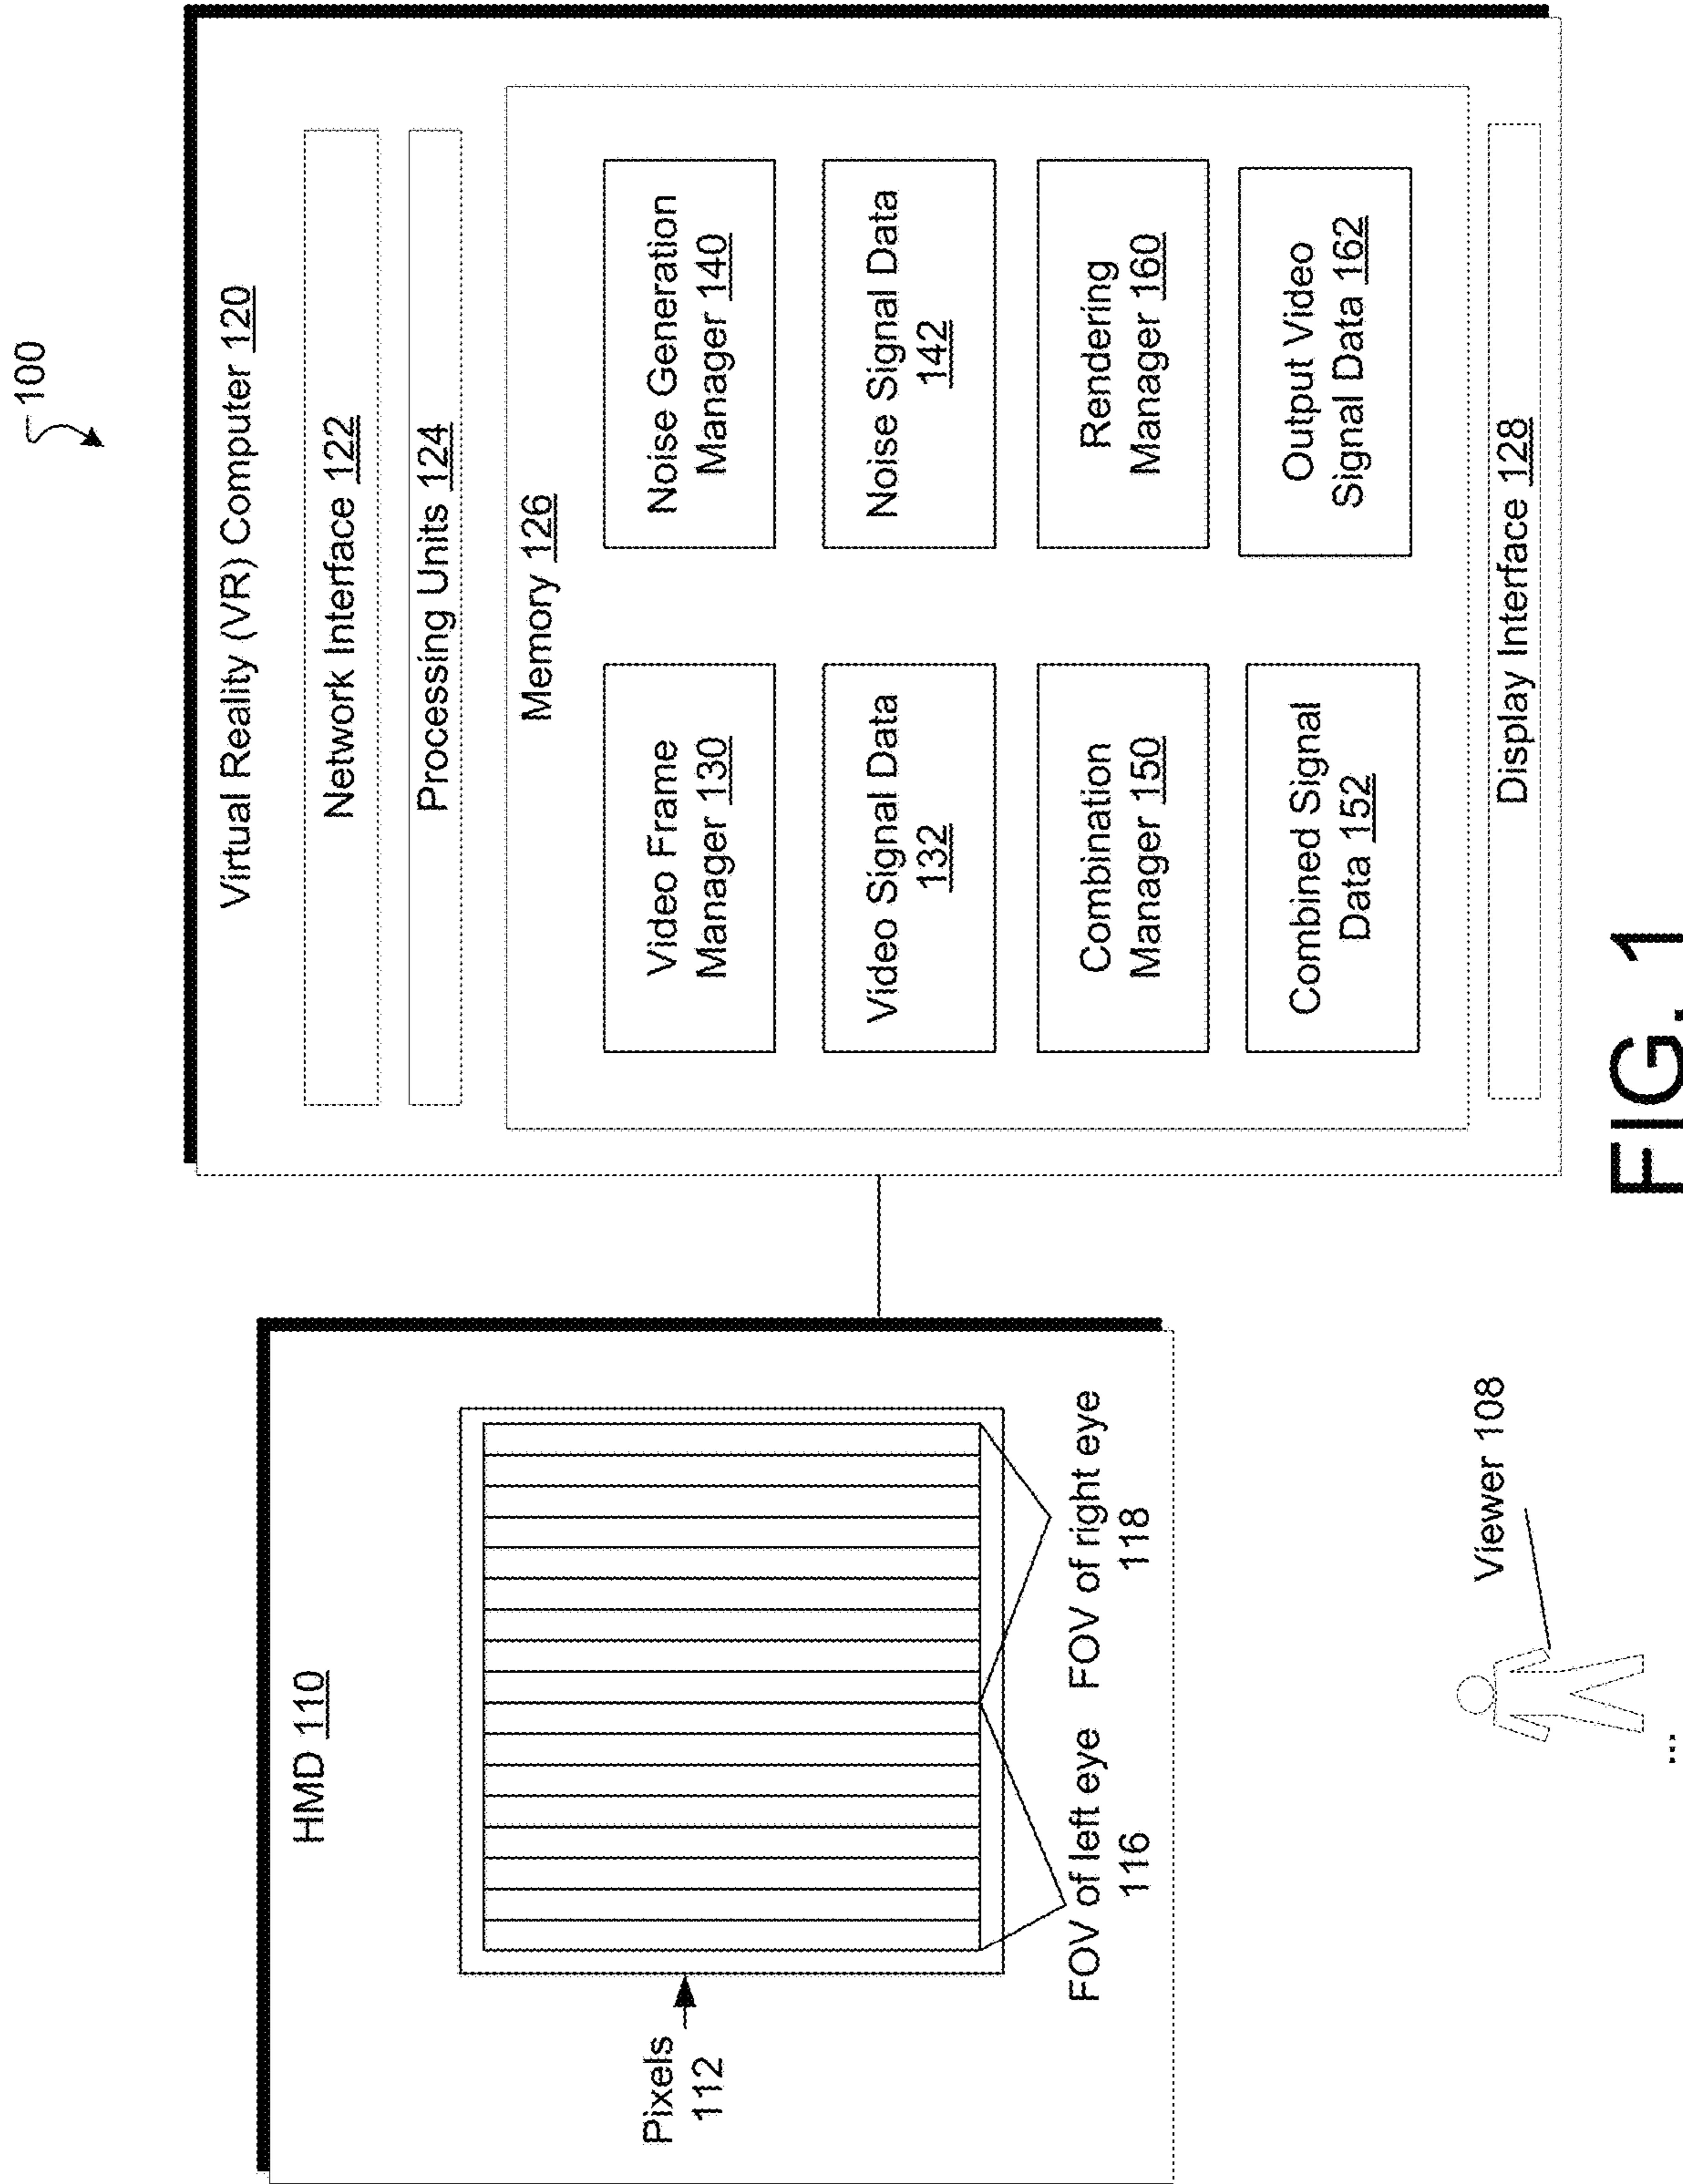 100
HMD 110
Pixels
112
FOV of left eye
116
FOV of right eye
118
Viewer 108
...
Virtual Reality (VR) Computer 120
Network Interface 122
Processing Units 124
Memory 126
Video Frame
Manager 130
Noise Generation
Manager 140
Video Signal Data
132
Noise Signal Data
142
Combination
Manager 150
Rendering
Manager 160
Combined Signal
Data 152
Output Video
Signal Data 162
Display Interface 128
FIG. 1